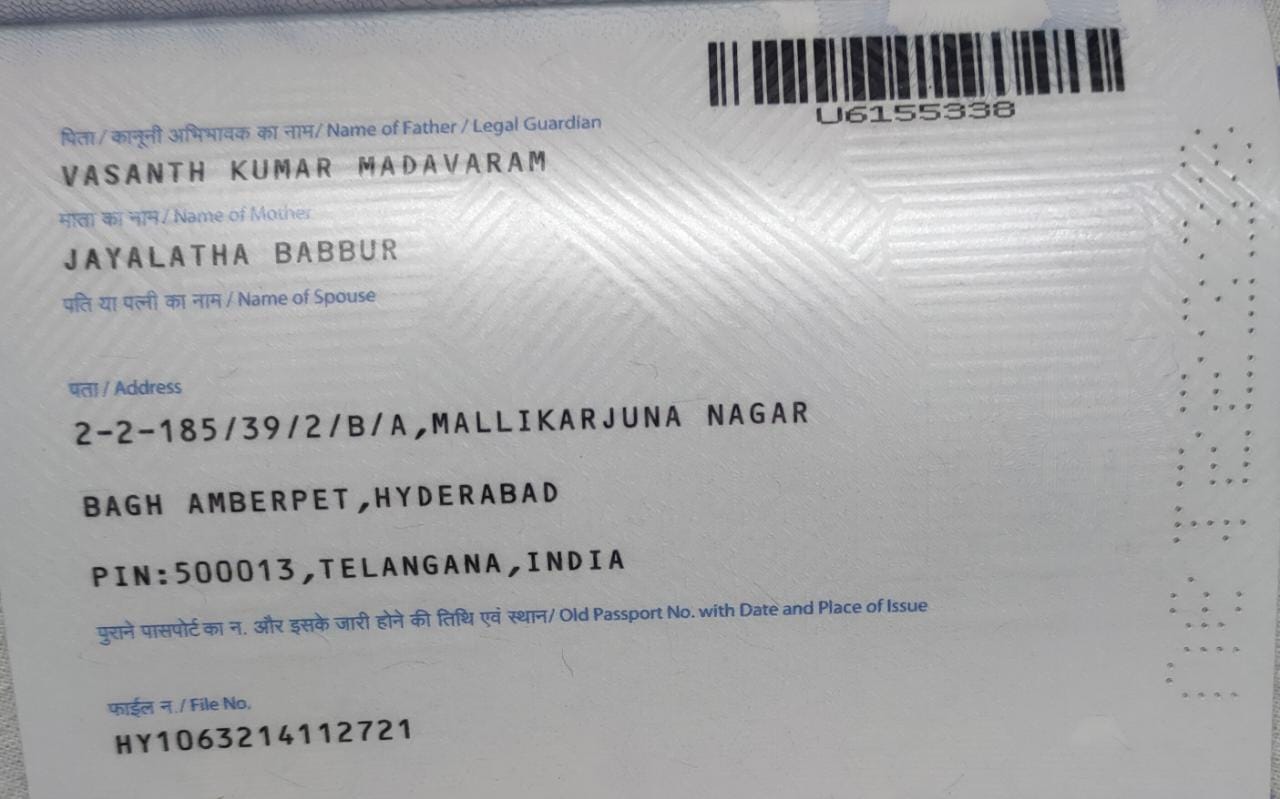 U6155338
पिता / कानूनी अभिभावक का नाम/ Name of Father / Legal Guardian
VASANTH KUMAR MADAVARAM
माता का नाम / Name of Mother
JAYALATHA BABBUR
पति या पत्नी का नाम / Name of Spouse
पता / Address
2-2-185/39/2/B/A,MALLIKARJUNA NAGAR
BAGH AMBERPET,HYDERABAD
PIN:500013,TELANGANA,INDIA
पुराने पासपोर्ट का न. और इसके जारी होने की तिथि एवं स्थान/ Old Passport No. with Date and Place of Issue
फाईल न./ File No.
HY1063214112721